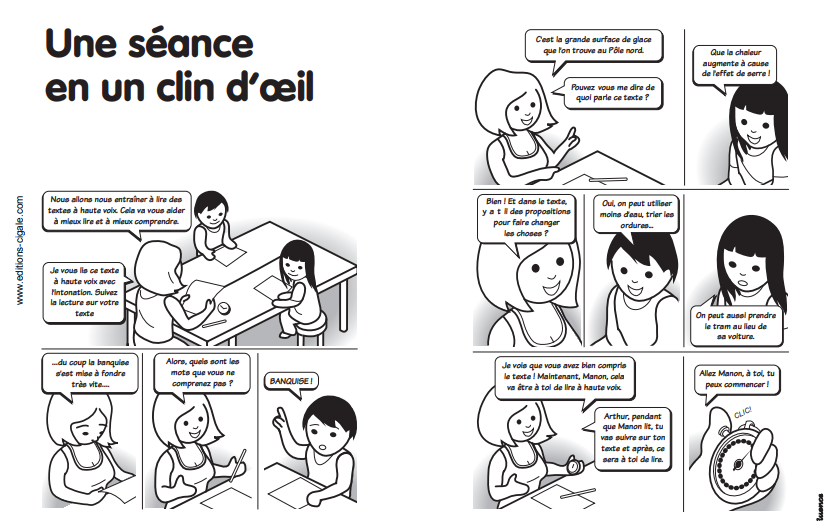 Une séance
en un clin d'œil
www.editions-cigale.com
Nous allons nous entraîner à lire des
textes à haute voix. Cela va vous aider
à mieux lire et à mieux comprendre.
Je vous lis ce texte
à haute voix avec
l'intonation. Suivez
la lecture sur votre
texte
...du coup la banquise
s'est mise à fondre
très vite....
Alors, quels sont les
mots que vous ne
comprenez pas ?
BANQUISE !
C'est la grande surface de glace
que l'on trouve au Pôle nord.
Pouvez vous me dire de
quoi parle ce texte ?
Que la chaleur
augmente à cause
de l'effet de serre !
Bien ! Et dans le texte,
y a t il des propositions
pour faire changer
les choses ?
Oui, on peut utiliser
moins d'eau, trier les
ordures...
On peut aussi prendre
le tram au lieu de
sa voiture.
Je vois que vous avez bien compris
le texte ! Maintenant, Manon, cela
va être à toi de lire à haute voix.
Arthur, pendant
que Manon lit, tu
vas suivre sur ton
texte et après, ce
sera à toi de lire.
Allez Manon, à toi, tu
peux commencer !
CLIC!